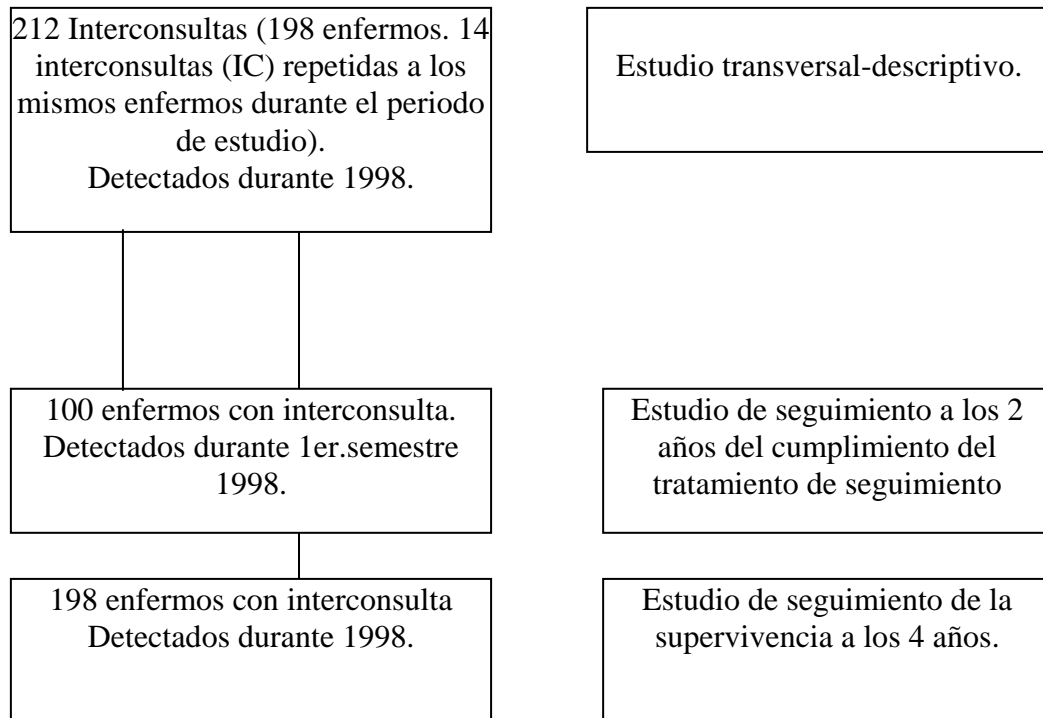 212 Interconsultas (198 enfermos. 14
interconsultas (IC) repetidas a los
mismos enfermos durante el periodo
de estudio).
Detectados durante 1998.
Estudio transversal-descriptivo.
100 enfermos con interconsulta.
Detectados durante 1er.semestre
1998.
Estudio de seguimiento a los 2
años del cumplimiento del
tratamiento de seguimiento
198 enfermos con interconsulta
Detectados durante 1998.
Estudio de seguimiento de la
supervivencia a los 4 años.